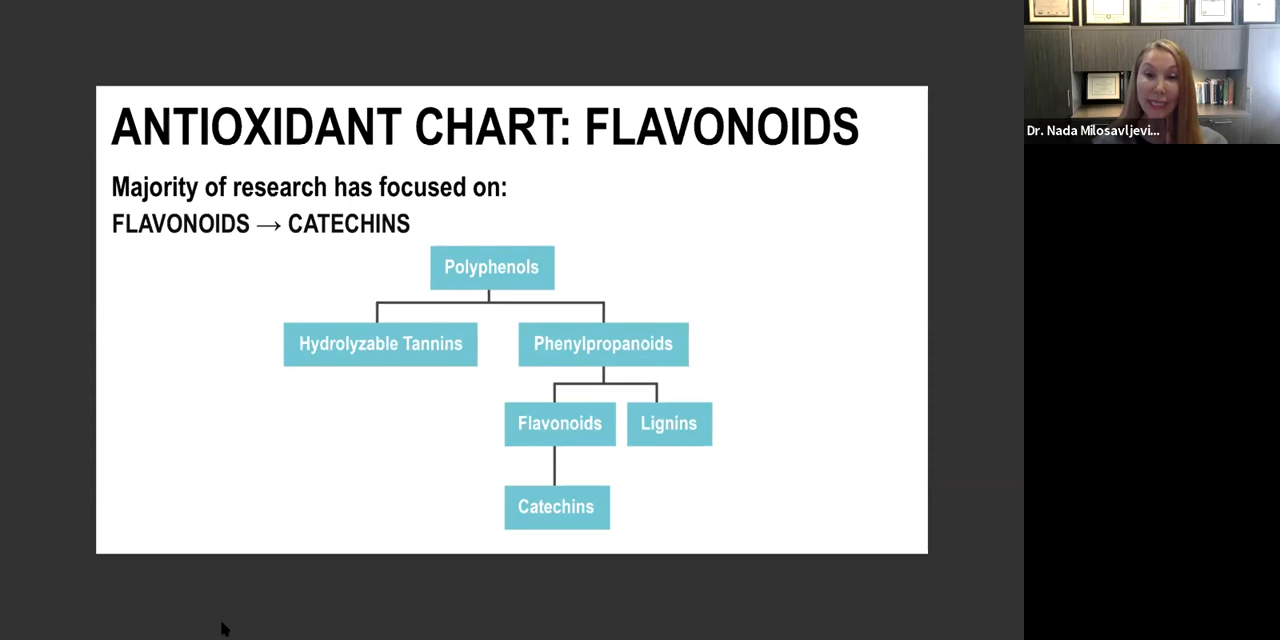 ANTIOXIDANT CHART: FLAVONOIDS
Majority of research has focused on:
FLAVONOIDS → CATECHINS
Polyphenols
Hydrolyzable Tannins
Phenylpropanoids
Flavonoids
Lignins
Catechins
Dr. Nada Milosavljevi...